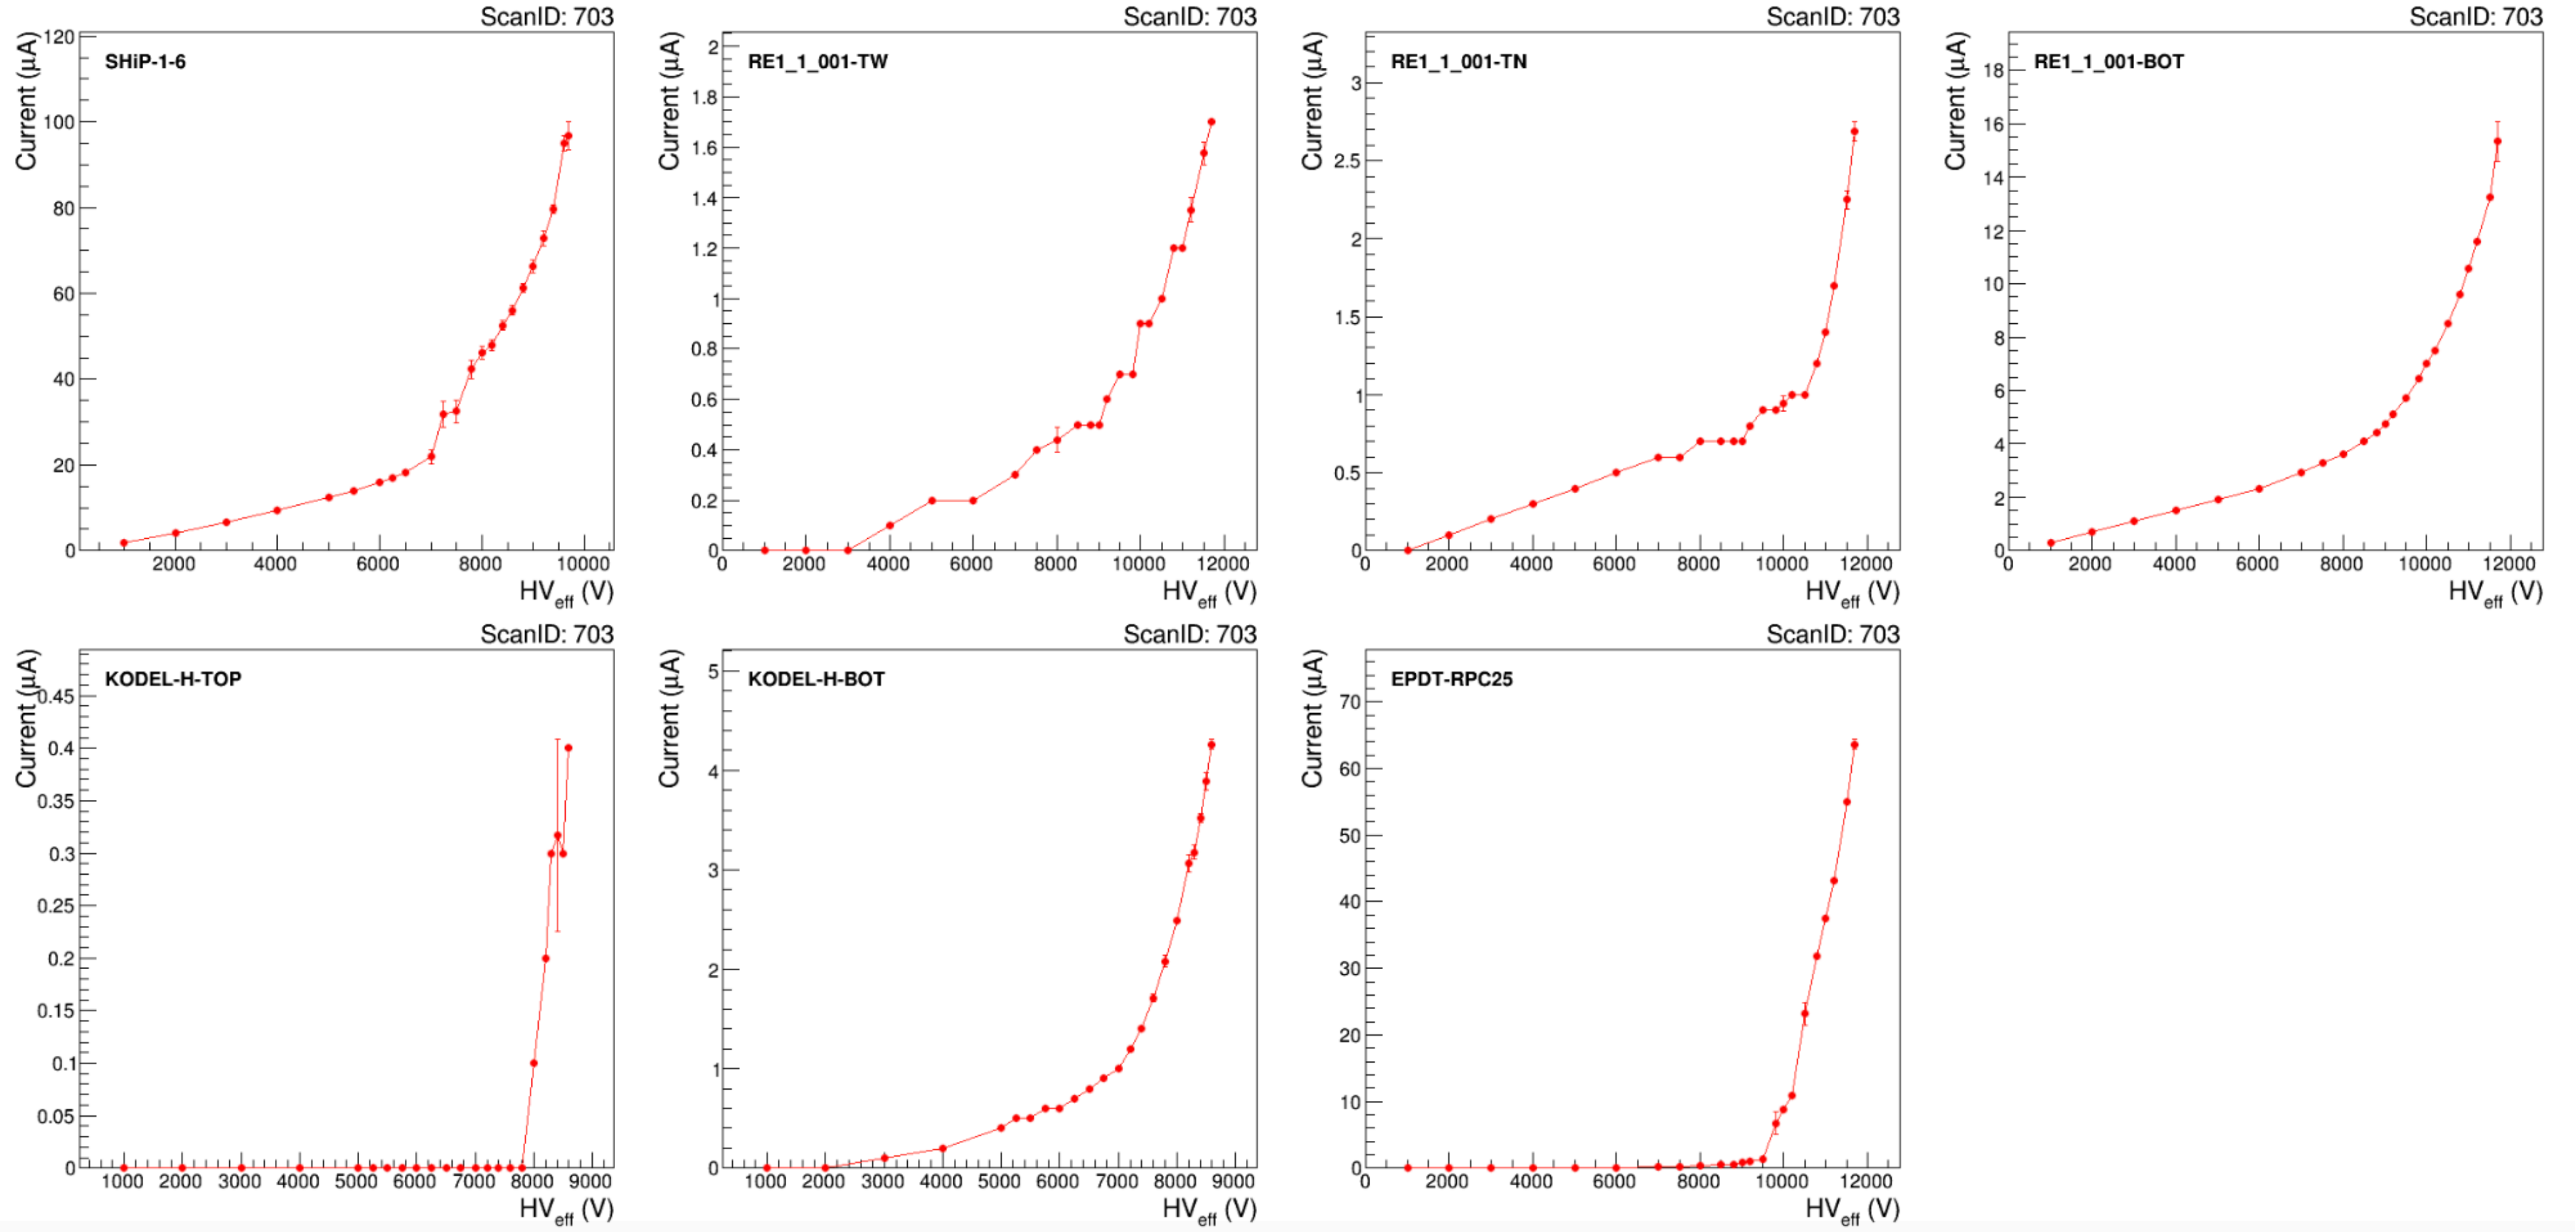 ScanID: 703
SHiP-1-6
Current (µA)
120
100
80
60
40
20
0
2000 4000 6000 8000 10000
HVeff (V)
ScanID: 703
RE1_1_001-TW
Current (µA)
2
1.8
1.6
1.4
1.2
1
0.8
0.6
0.4
0.2
0
0 2000 4000 6000 8000 10000 12000
HVeff (V)
ScanID: 703
RE1_1_001-TN
Current (µA)
3
2.5
2
1.5
1
0.5
0
0 2000 4000 6000 8000 10000 12000
HVeff (V)
ScanID: 703
RE1_1_001-BOT
Current (µA)
18
16
14
12
10
8
6
4
2
0
0 2000 4000 6000 8000 10000 12000
HVeff (V)
ScanID: 703
KODEL-H-TOP
Current (µA)
0.45
0.4
0.35
0.3
0.25
0.2
0.15
0.1
0.05
0
1000 2000 3000 4000 5000 6000 7000 8000 9000
HVeff (V)
ScanID: 703
KODEL-H-BOT
Current (µA)
5
4
3
2
1
0
1000 2000 3000 4000 5000 6000 7000 8000 9000
HVeff (V)
ScanID: 703
EPDT-RPC25
Current (µA)
70
60
50
40
30
20
10
0
0 2000 4000 6000 8000 10000 12000
HVeff (V)